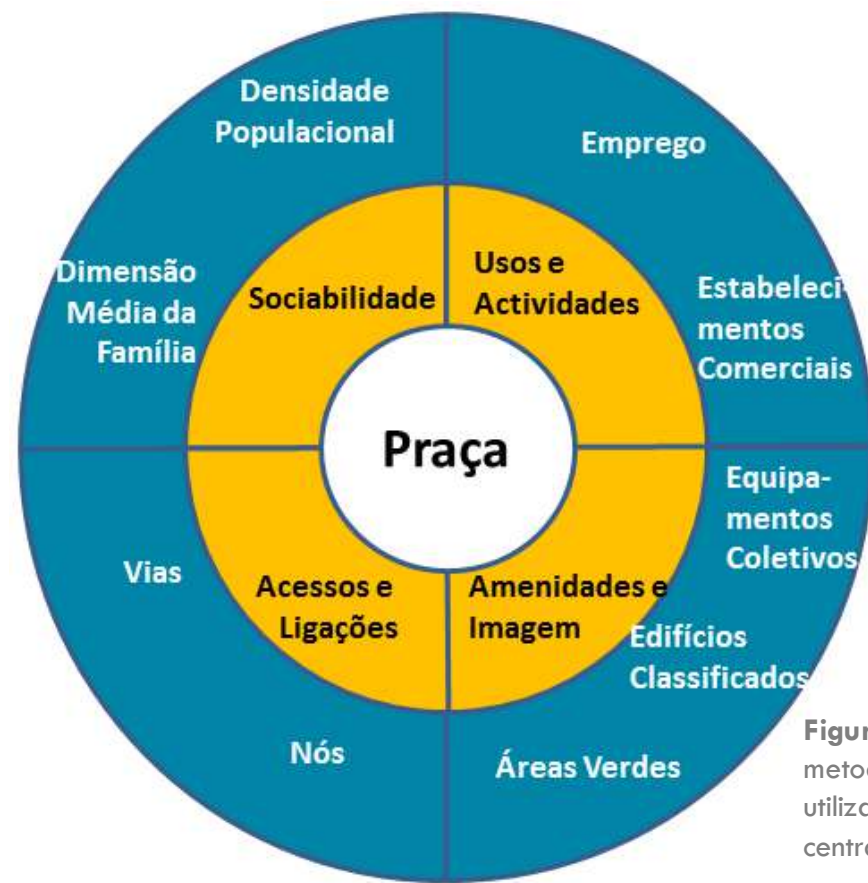 Densidade
Populacional
Emprego
Dimensão
Média da
Família
Sociabilidade
Usos e
Actividades
Estabeleci-
mentos
Comerciais
Praça
Vias
Acessos e
Ligações
Amenidades e
Imagem
Equipa-
mentos
Coletivos
Edifícios
Classificados
Nós
Áreas Verdes